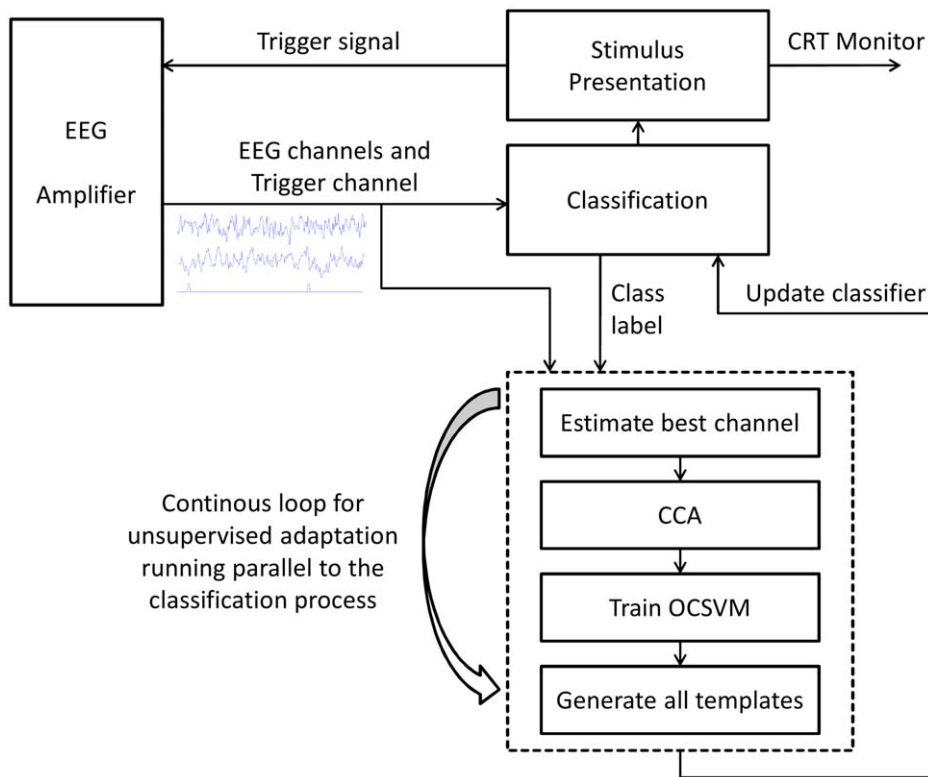 Trigger signal
Stimulus
Presentation
CRT Monitor
EEG
Amplifier
EEG channels and
Trigger channel
Classification
Class
label
Update classifier
Estimate best channel
CCA
Train OCSVM
Generate all templates
Continous loop for
unsupervised adaptation
running parallel to the
classification process